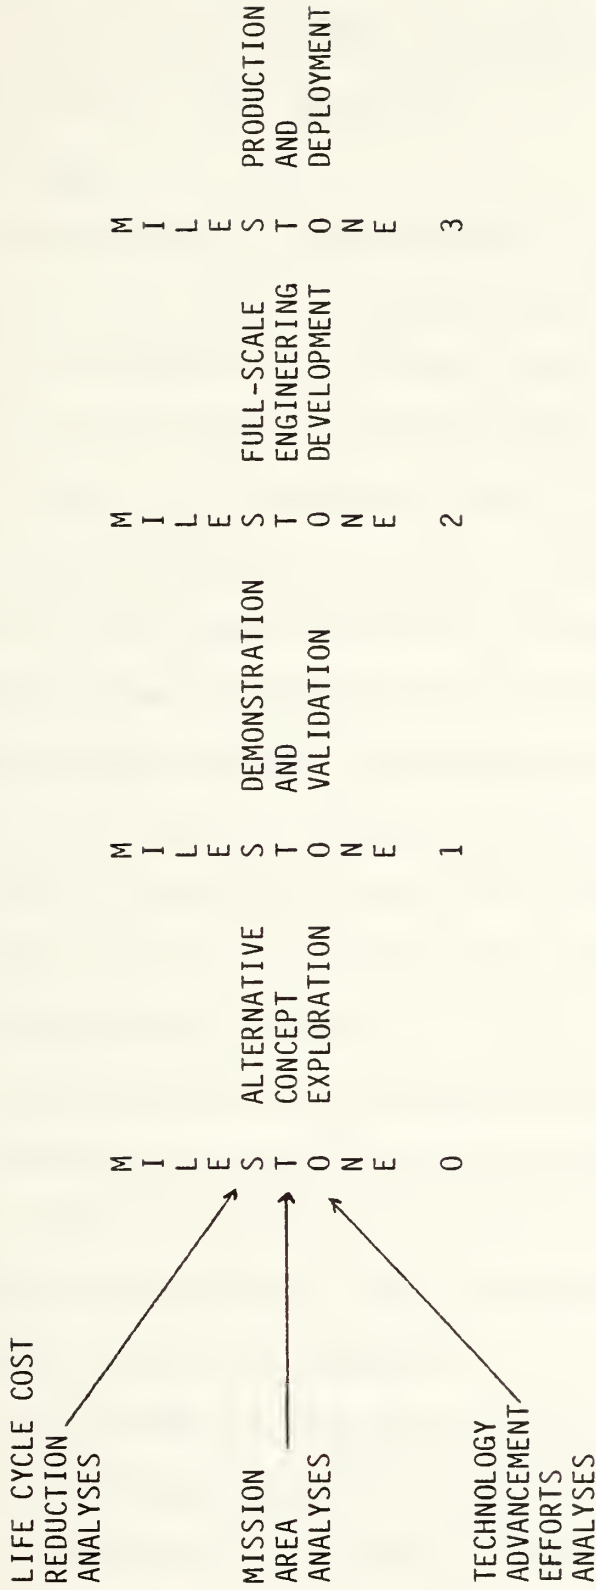 LIFE CYCLE COST
REDUCTION
ANALYSES
MISSION
AREA
ANALYSES
TECHNOLOGY
ADVANCEMENT
EFFORTS
ANALYSES
MILESTONE
0
ALTERNATIVE
CONCEPT
EXPLORATION
MILESTONE
1
DEMONSTRATION
AND
VALIDATION
MILESTONE
2
FULL-SCALE
ENGINEERING
DEVELOPMENT
MILESTONE
3
PRODUCTION
AND
DEPLOYMENT